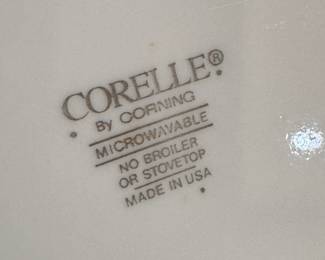 CORELLE®
By CORNING
MICROWAVABLE
NO BROILER
OR STOVETOP
MADE IN USA